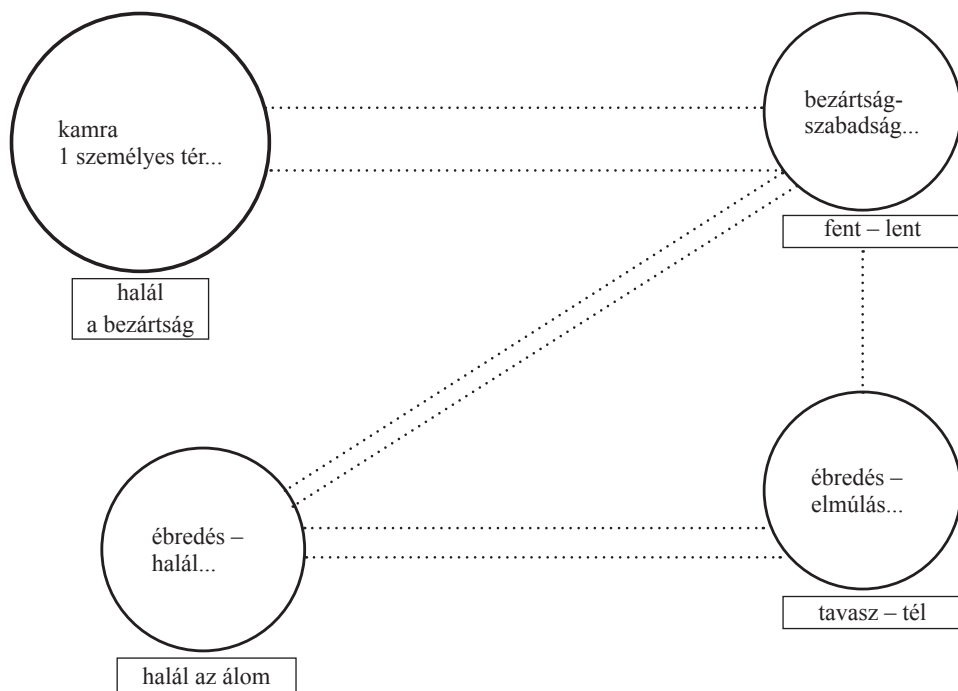 kamra
1 személyes tér...
halál
a bezártság
bezártság-
szabadság...
fent – lent
ébredés –
halál...
halál az álom
ébredés –
elmúlás...
tavasz – tél